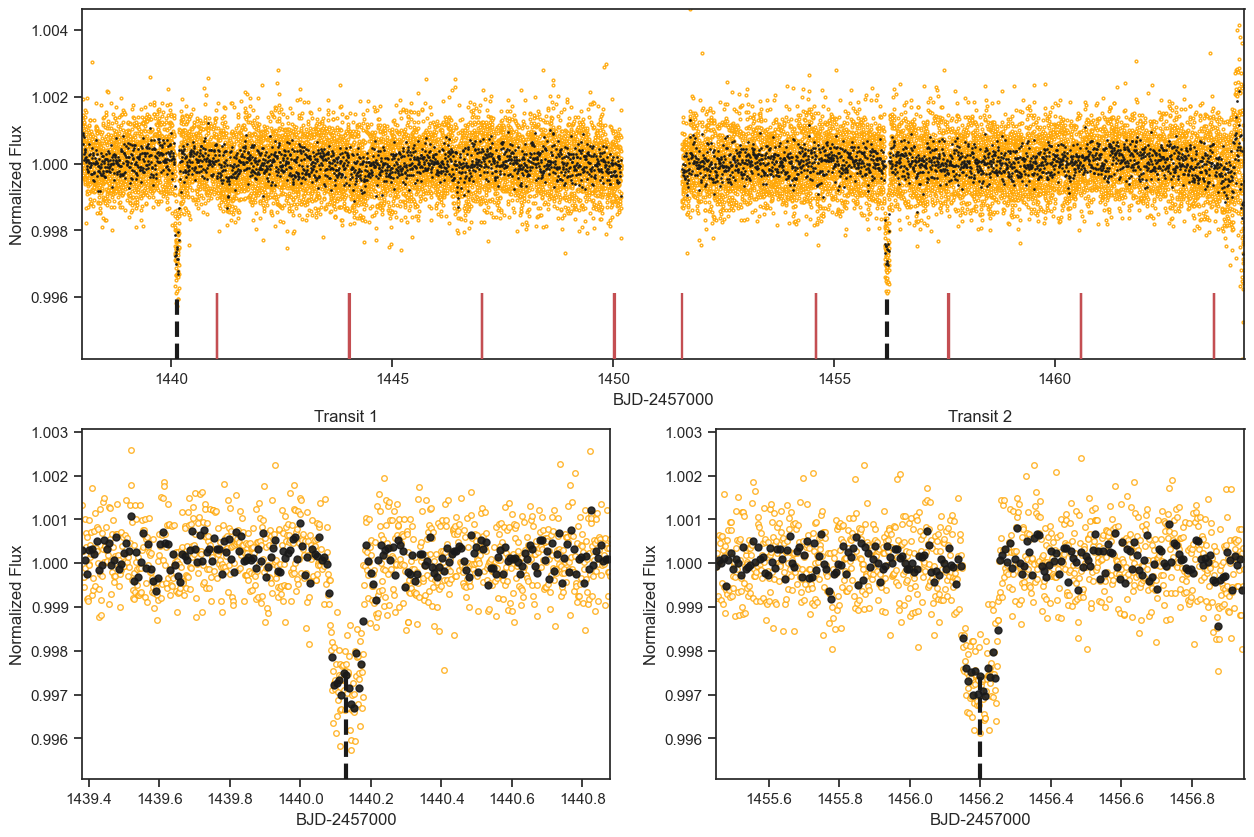 Normalized Flux
1.004
1.002
1.000
0.998
0.996
1440 1445 1450 1455 1460
BJD-2457000
Transit 1
Normalized Flux
1.003
1.002
1.001
1.000
0.999
0.998
0.997
0.996
1439.4 1439.6 1439.8 1440.0 1440.2 1440.4 1440.6 1440.8
BJD-2457000
Transit 2
Normalized Flux
1.003
1.002
1.001
1.000
0.999
0.998
0.997
0.996
1455.6 1455.8 1456.0 1456.2 1456.4 1456.6 1456.8
BJD-2457000